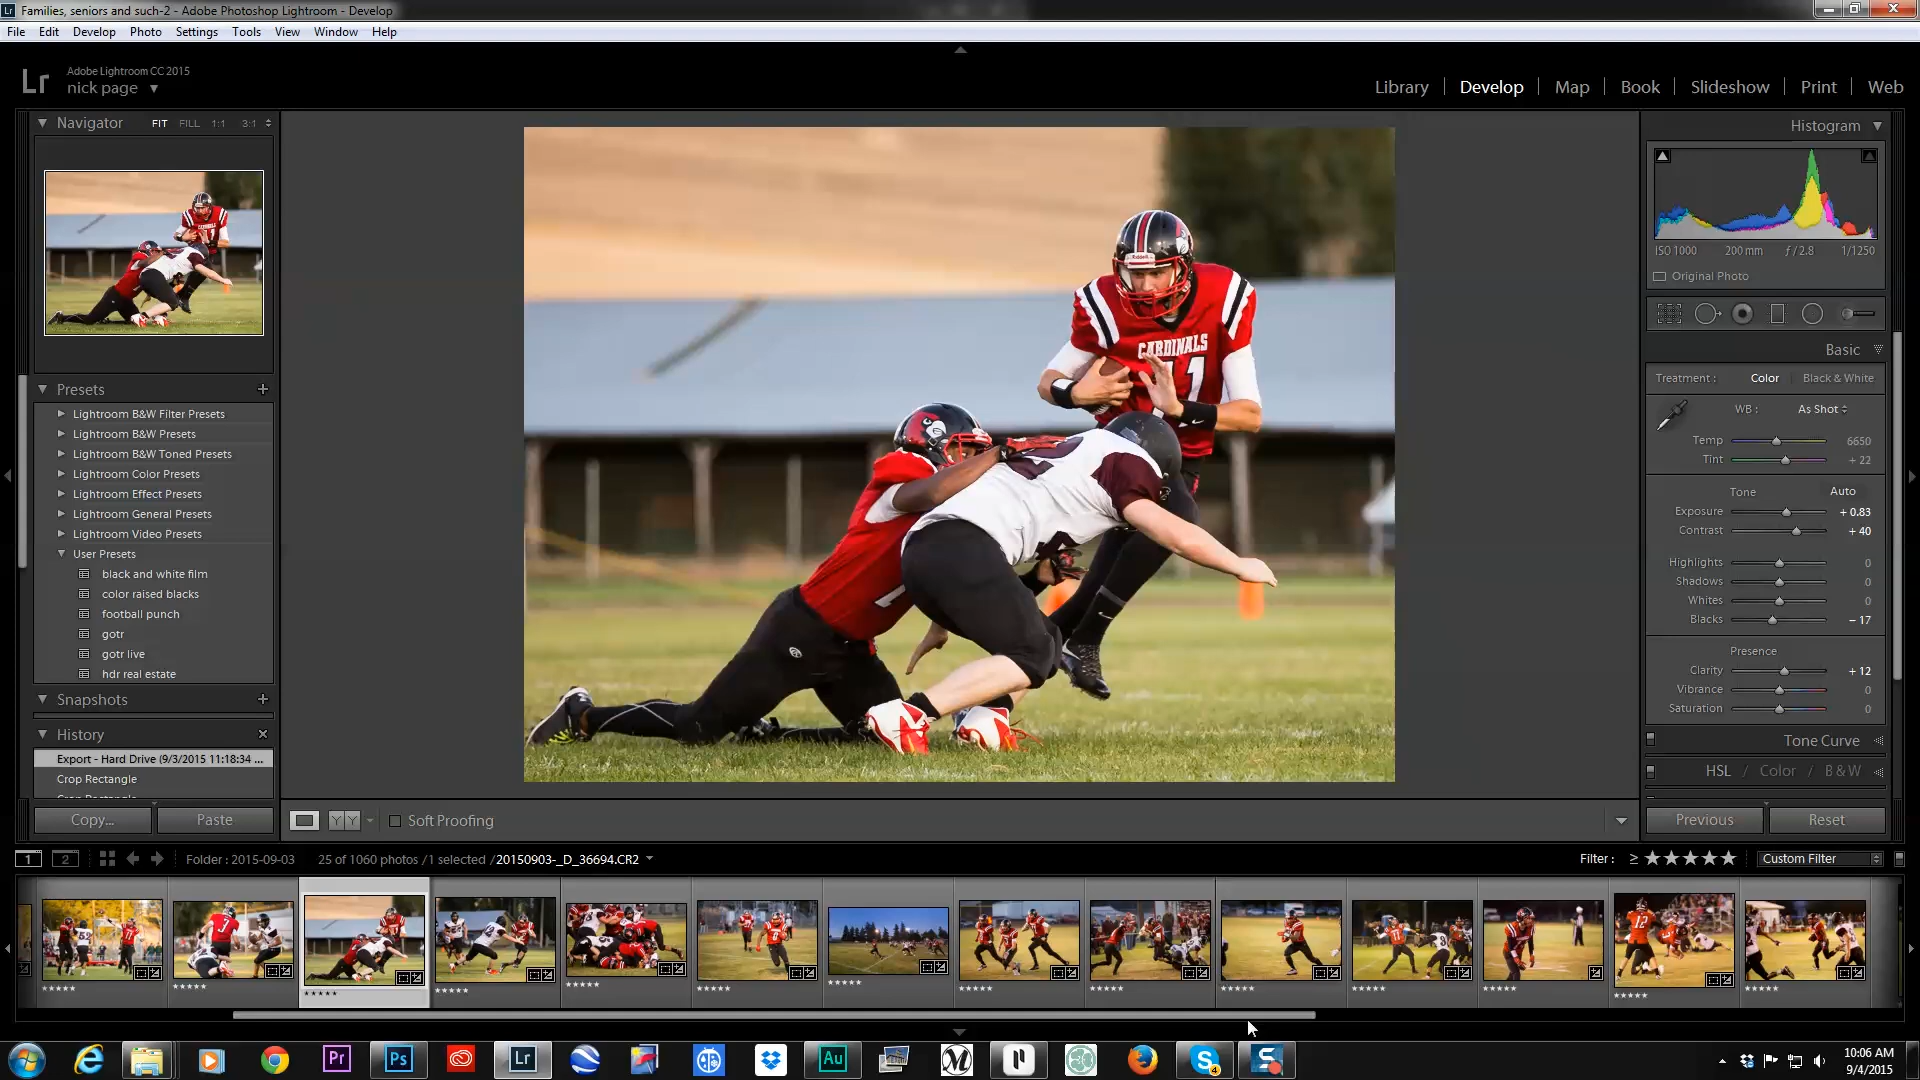 Families, seniors and such-2 - Adobe Photoshop Lightroom - Develop
File Edit Develop Photo Settings Tools View Window Help
Lr
Adobe Lightroom CC 2015
nick page
Library | Develop | Map | Book | Slideshow | Print | Web
Navigator FIT FILL 1:1 3:1
Presets +
Lightroom B&W Filter Presets
Lightroom B&W Presets
Lightroom B&W Toned Presets
Lightroom Color Presets
Lightroom Effect Presets
Lightroom General Presets
Lightroom Video Presets
User Presets
black and white film
color raised blacks
football punch
gotr
gotr live
hdr real estate
Snapshots +
History
Export - Hard Drive (9/3/2015 11:18:34 ...
Crop Rectangle
Copy... Paste
Riddell
CARDINALS
11
Histogram
ISO 1000 200 mm f / 2.8 1/1250
Original Photo
Basic
Treatment : Color Black & White
WB : As Shot
Temp 6650
Tint + 22
Tone Auto
Exposure + 0.83
Contrast + 40
Highlights 0
Shadows 0
Whites 0
Blacks – 17
Presence
Clarity + 12
Vibrance 0
Saturation 0
Tone Curve
HSL / Color / B & W
Previous Reset
Y Y Soft Proofing
1 2 Folder : 2015-09-03 25 of 1060 photos / 1 selected / 20150903-_D_36694.CR2 Filter : ≥ ★★★★★ Custom Filter
Pr Ps Lr Au S
10:06 AM
9/4/2015